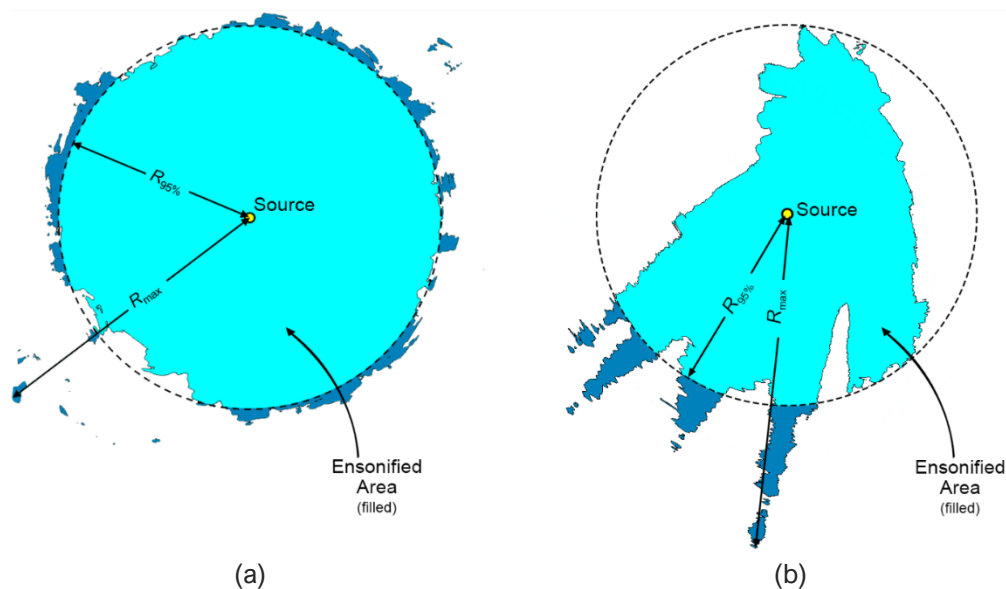 Source
R95%
Rmax
Ensonified
Area
(filled)
(a)
Source
R95%
Rmax
Ensonified
Area
(filled)
(b)